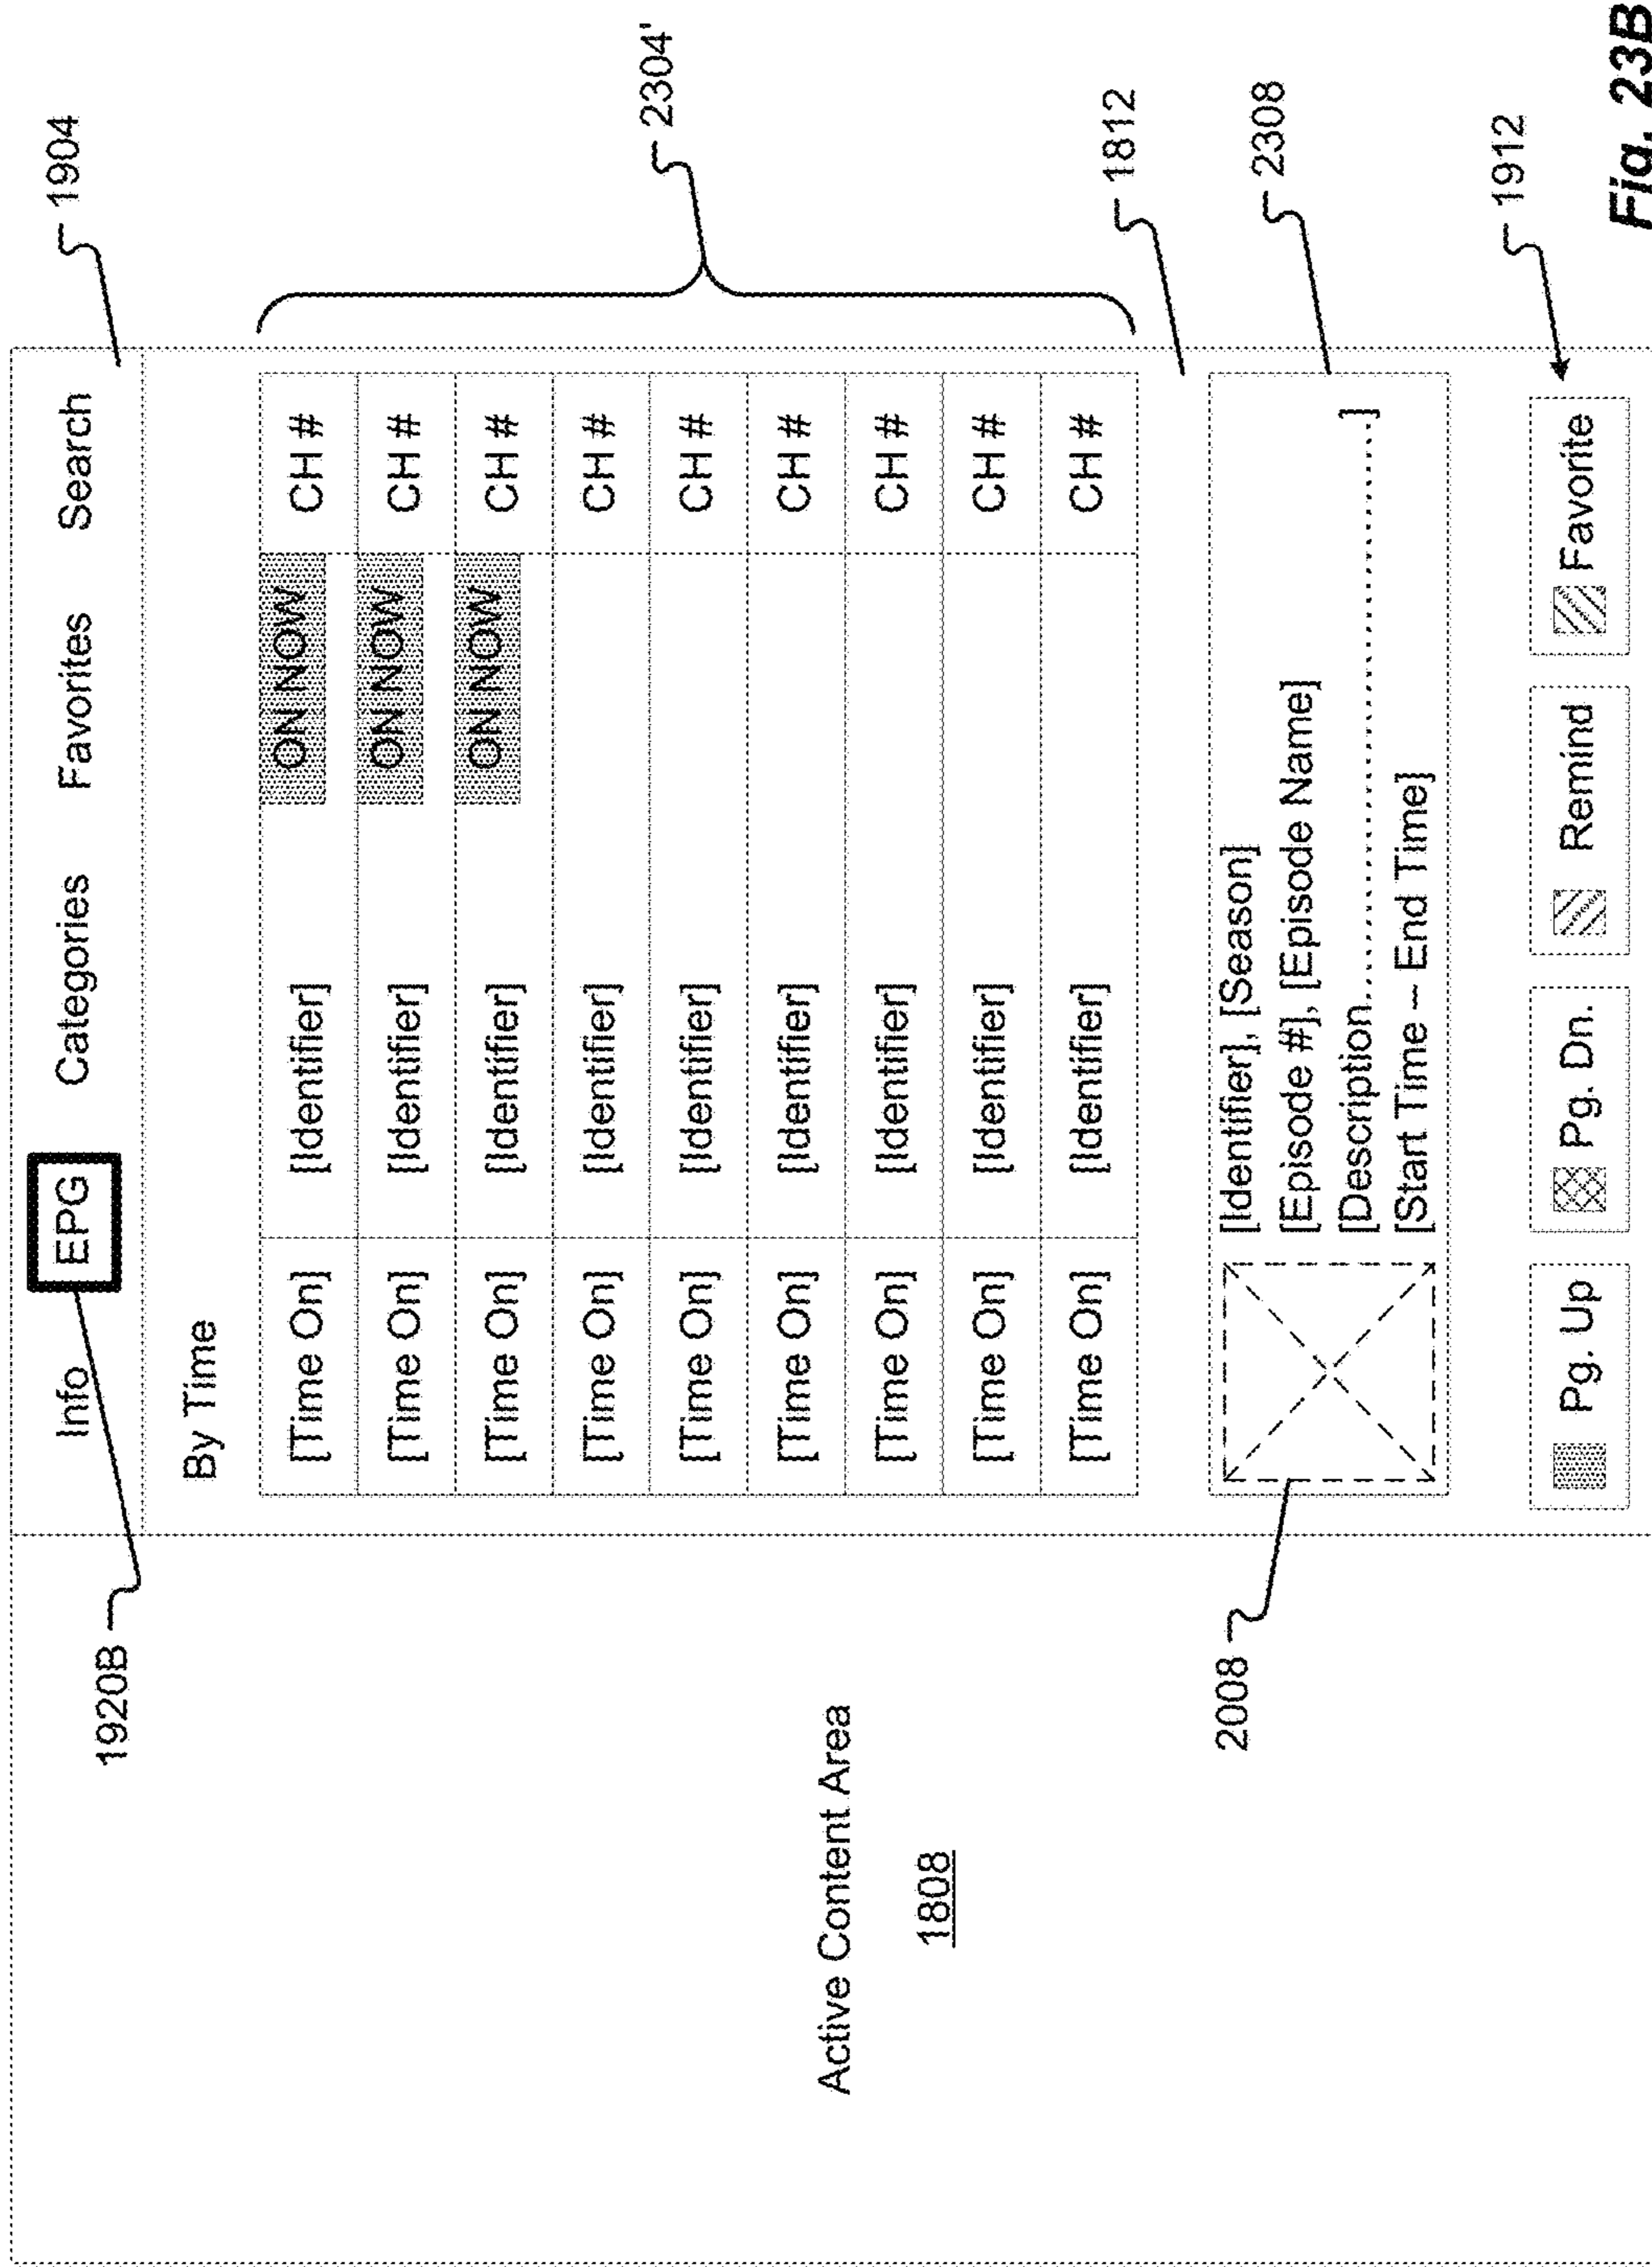 1904
Info EPG Categories Favorites Search
1920B
By Time
[Time On] [Identifier] ON NOW CH #
[Time On] [Identifier] ON NOW CH #
[Time On] [Identifier] ON NOW CH #
[Time On] [Identifier] CH #
[Time On] [Identifier] CH #
[Time On] [Identifier] CH #
[Time On] [Identifier] CH #
[Time On] [Identifier] CH #
[Time On] [Identifier] CH #
2304'
Active Content Area
1808
1812
2008
[Identifier], [Season]
[Episode #], [Episode Name]
[Description..............................]
[Start Time – End Time]
2308
1912
Pg. Up Pg. Dn. Remind Favorite
Fig. 23B